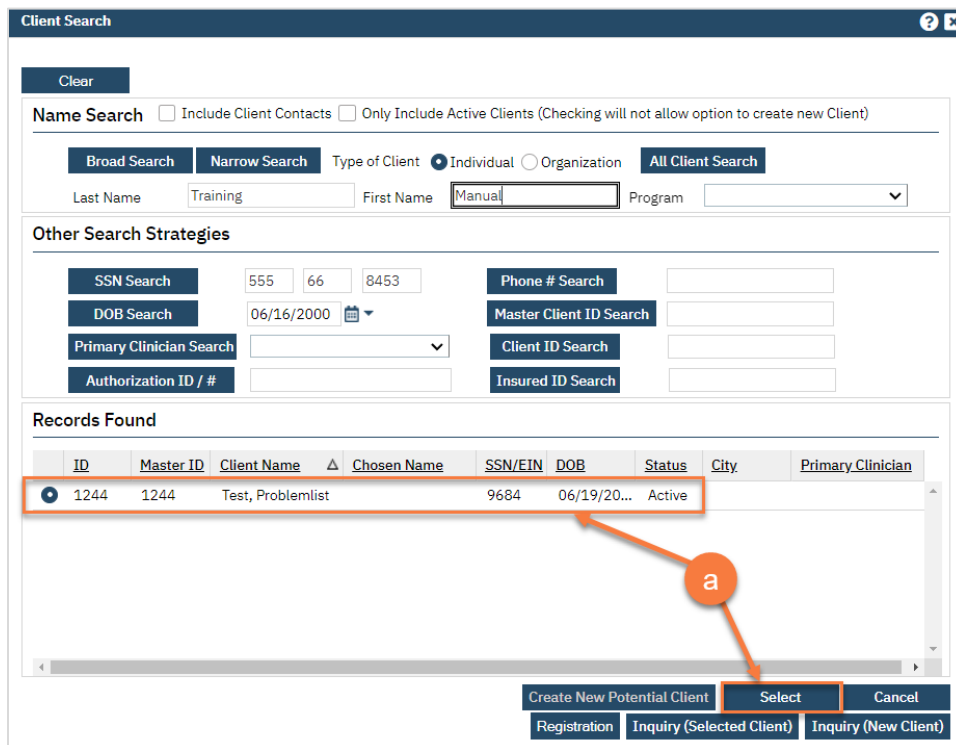 Client Search
Clear
Name Search Include Client Contacts Only Include Active Clients (Checking will not allow option to create new Client)
Broad Search Narrow Search Type of Client Individual Organization All Client Search
Last Name Training First Name Manual Program
Other Search Strategies
SSN Search 555 66 8453 Phone # Search
DOB Search 06/16/2000 Master Client ID Search
Primary Clinician Search Client ID Search
Authorization ID / # Insured ID Search
Records Found
ID Master ID Client Name Chosen Name SSN/EIN DOB Status City Primary Clinician
1244 1244 Test, Problemlist 9684 06/19/20... Active
a
Create New Potential Client Select Cancel
Registration Inquiry (Selected Client) Inquiry (New Client)